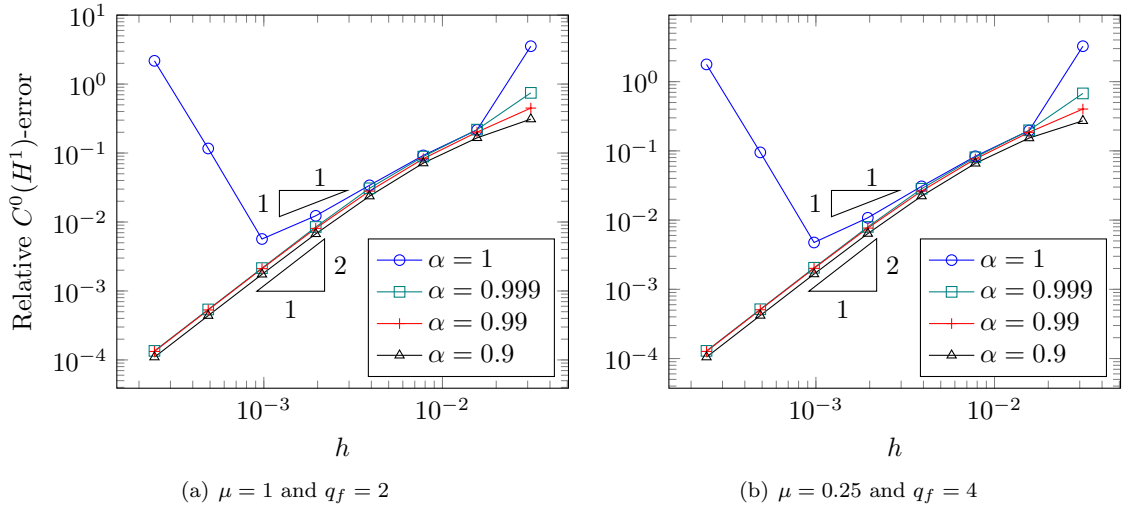 Relative $C^0(H^1)$-error
10^1
10^0
10^{-1}
10^{-2}
10^{-3}
10^{-4}
1
1
2
1
α = 1
α = 0.999
α = 0.99
α = 0.9
10^{-3}
10^{-2}
h
(a) μ = 1 and q_f = 2
10^1
10^0
10^{-1}
10^{-2}
10^{-3}
10^{-4}
1
1
2
1
α = 1
α = 0.999
α = 0.99
α = 0.9
10^{-3}
10^{-2}
h
(b) μ = 0.25 and q_f = 4